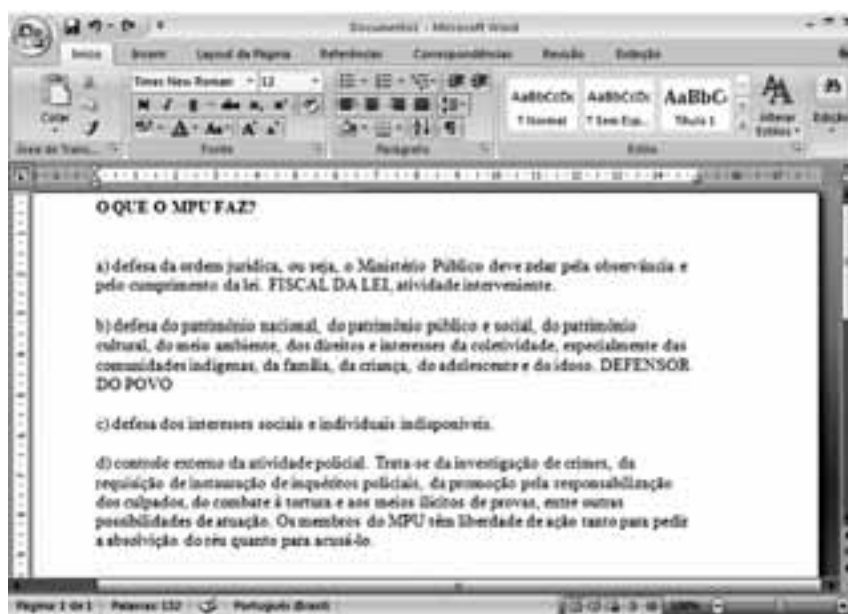 Documento1 - Microsoft Word
Início Inserir Layout da Página Referências Correspondências Revisão Exibição
Times New Roman 12
AaBbCcDc AaBbCcDc AaBbC
Colar
¶ Normal ¶ Sem Esp... Título 1
Alterar Estilos
Edição
Área de Trans... Fonte Parágrafo Estilo
O QUE O MPU FAZ?
a) defesa da ordem jurídica, ou seja, o Ministério Público deve zelar pela observância e
pelo cumprimento da lei. FISCAL DA LEI, atividade interveniente.
b) defesa do patrimônio nacional, do patrimônio público e social, do patrimônio
cultural, do meio ambiente, dos direitos e interesses da coletividade, especialmente das
comunidades indígenas, da família, da criança, do adolescente e do idoso. DEFENSOR
DO POVO
c) defesa dos interesses sociais e individuais indisponíveis.
d) controle externo da atividade policial. Trata-se da investigação de crimes, da
requisição de instauração de inquéritos policiais, da promoção pela responsabilização
dos culpados, do combate à tortura e aos meios ilícitos de provas, entre outras
possibilidades de atuação. Os membros do MPU têm liberdade de ação tanto para pedir
a absolvição do réu quanto para acusá-lo.
Página: 1 de 1 Palavras: 132 Português (Brasil) 100%